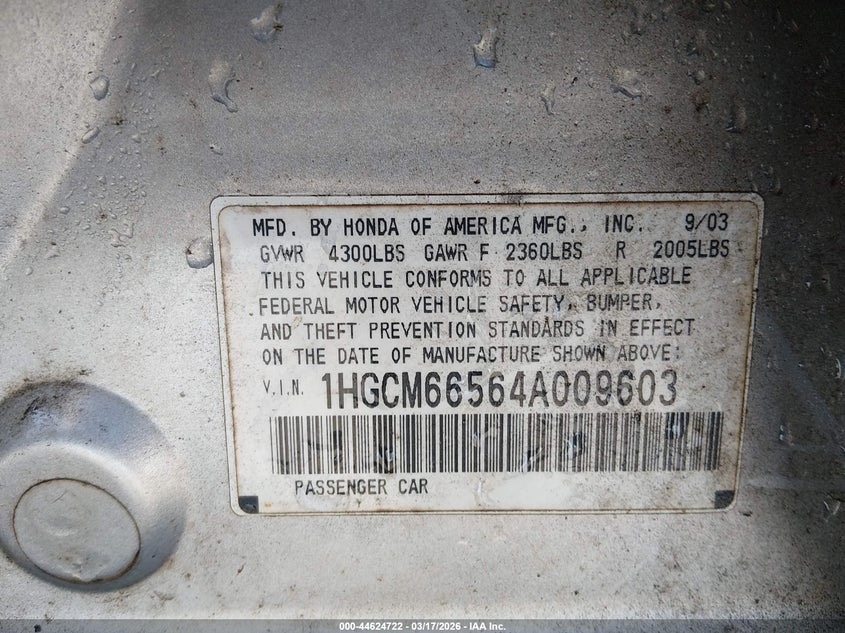 MFD. BY HONDA OF AMERICA MFG., INC. 9/03
GVWR 4300LBS GAWR F 2360LBS R 2005LBS
THIS VEHICLE CONFORMS TO ALL APPLICABLE
FEDERAL MOTOR VEHICLE SAFETY, BUMPER,
AND THEFT PREVENTION STANDARDS IN EFFECT
ON THE DATE OF MANUFACTURE SHOWN ABOVE:
V.I.N. 1HGCM66564A009603
PASSENGER CAR
000-44624722 — 03/17/2026 — IAA Inc.